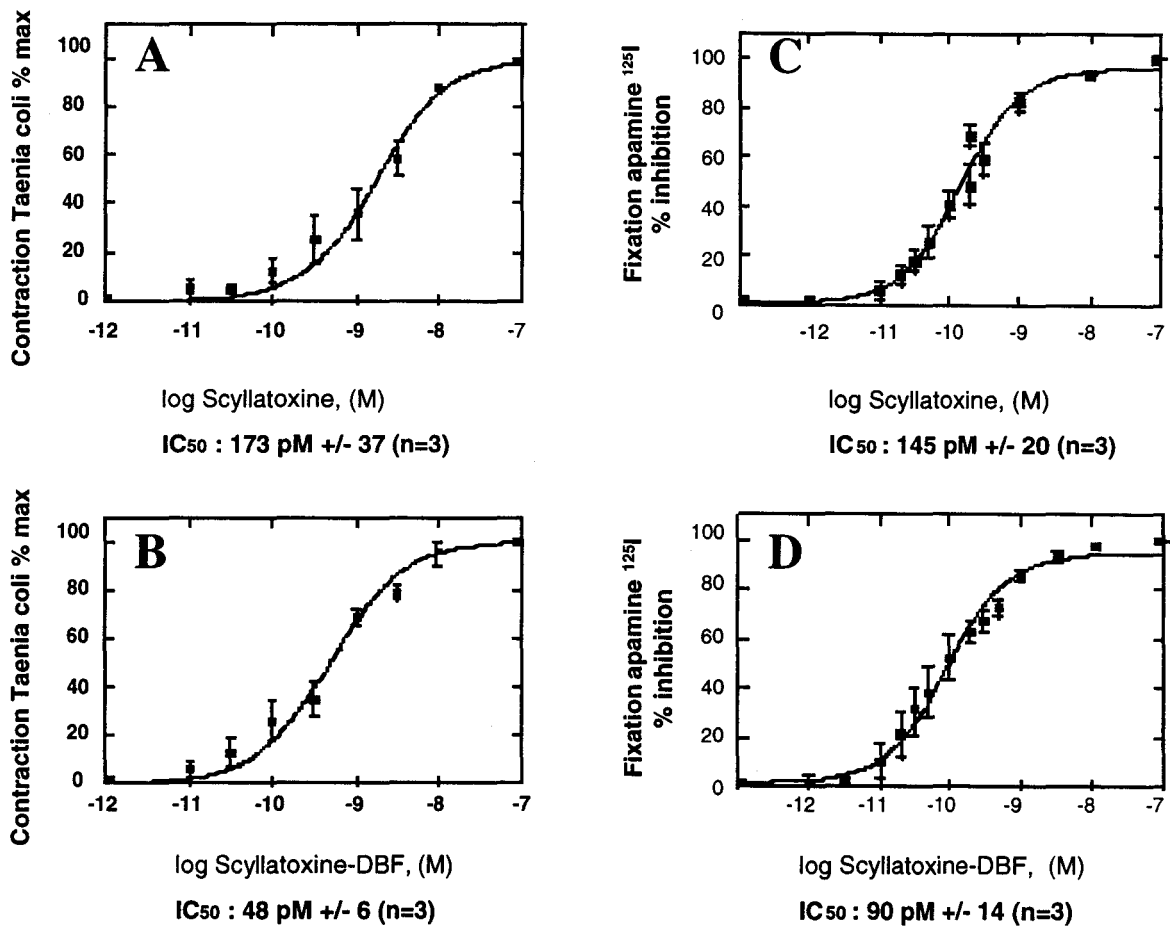 A
Contraction Taenia coli % max
100
80
60
40
20
0
-12 -11 -10 -9 -8 -7
log Scyllatoxine, (M)
IC50 : 173 pM +/- 37 (n=3)
C
Fixation apamine 125I
% inhibition
100
80
60
40
20
0
-12 -11 -10 -9 -8 -7
log Scyllatoxine, (M)
IC50 : 145 pM +/- 20 (n=3)
B
Contraction Taenia coli % max
100
80
60
40
20
0
-12 -11 -10 -9 -8 -7
log Scyllatoxine-DBF, (M)
IC50 : 48 pM +/- 6 (n=3)
D
Fixation apamine 125I
% inhibition
100
80
60
40
20
0
-12 -11 -10 -9 -8 -7
log Scyllatoxine-DBF, (M)
IC50 : 90 pM +/- 14 (n=3)